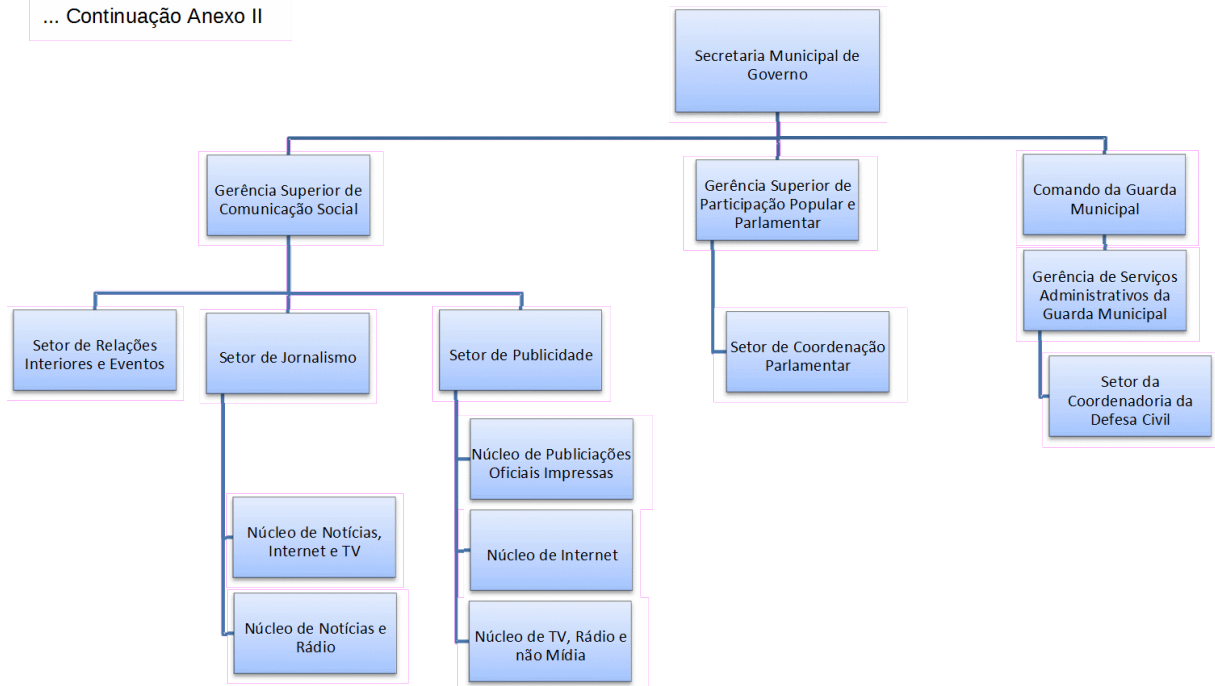 ... Continuação Anexo II
Secretaria Municipal de
Governo
Gerência Superior de
Comunicação Social
Gerência Superior de
Participação Popular e
Parlamentar
Comando da Guarda
Municipal
Gerência de Serviços
Administrativos da
Guarda Municipal
Setor de Relações
Interiores e Eventos
Setor de Jornalismo
Setor de Publicidade
Setor de Coordenação
Parlamentar
Setor da
Coordenadoria da
Defesa Civil
Núcleo de Publiciações
Oficiais Impressas
Núcleo de Notícias,
Internet e TV
Núcleo de Internet
Núcleo de Notícias e
Rádio
Núcleo de TV, Rádio e
não Mídia